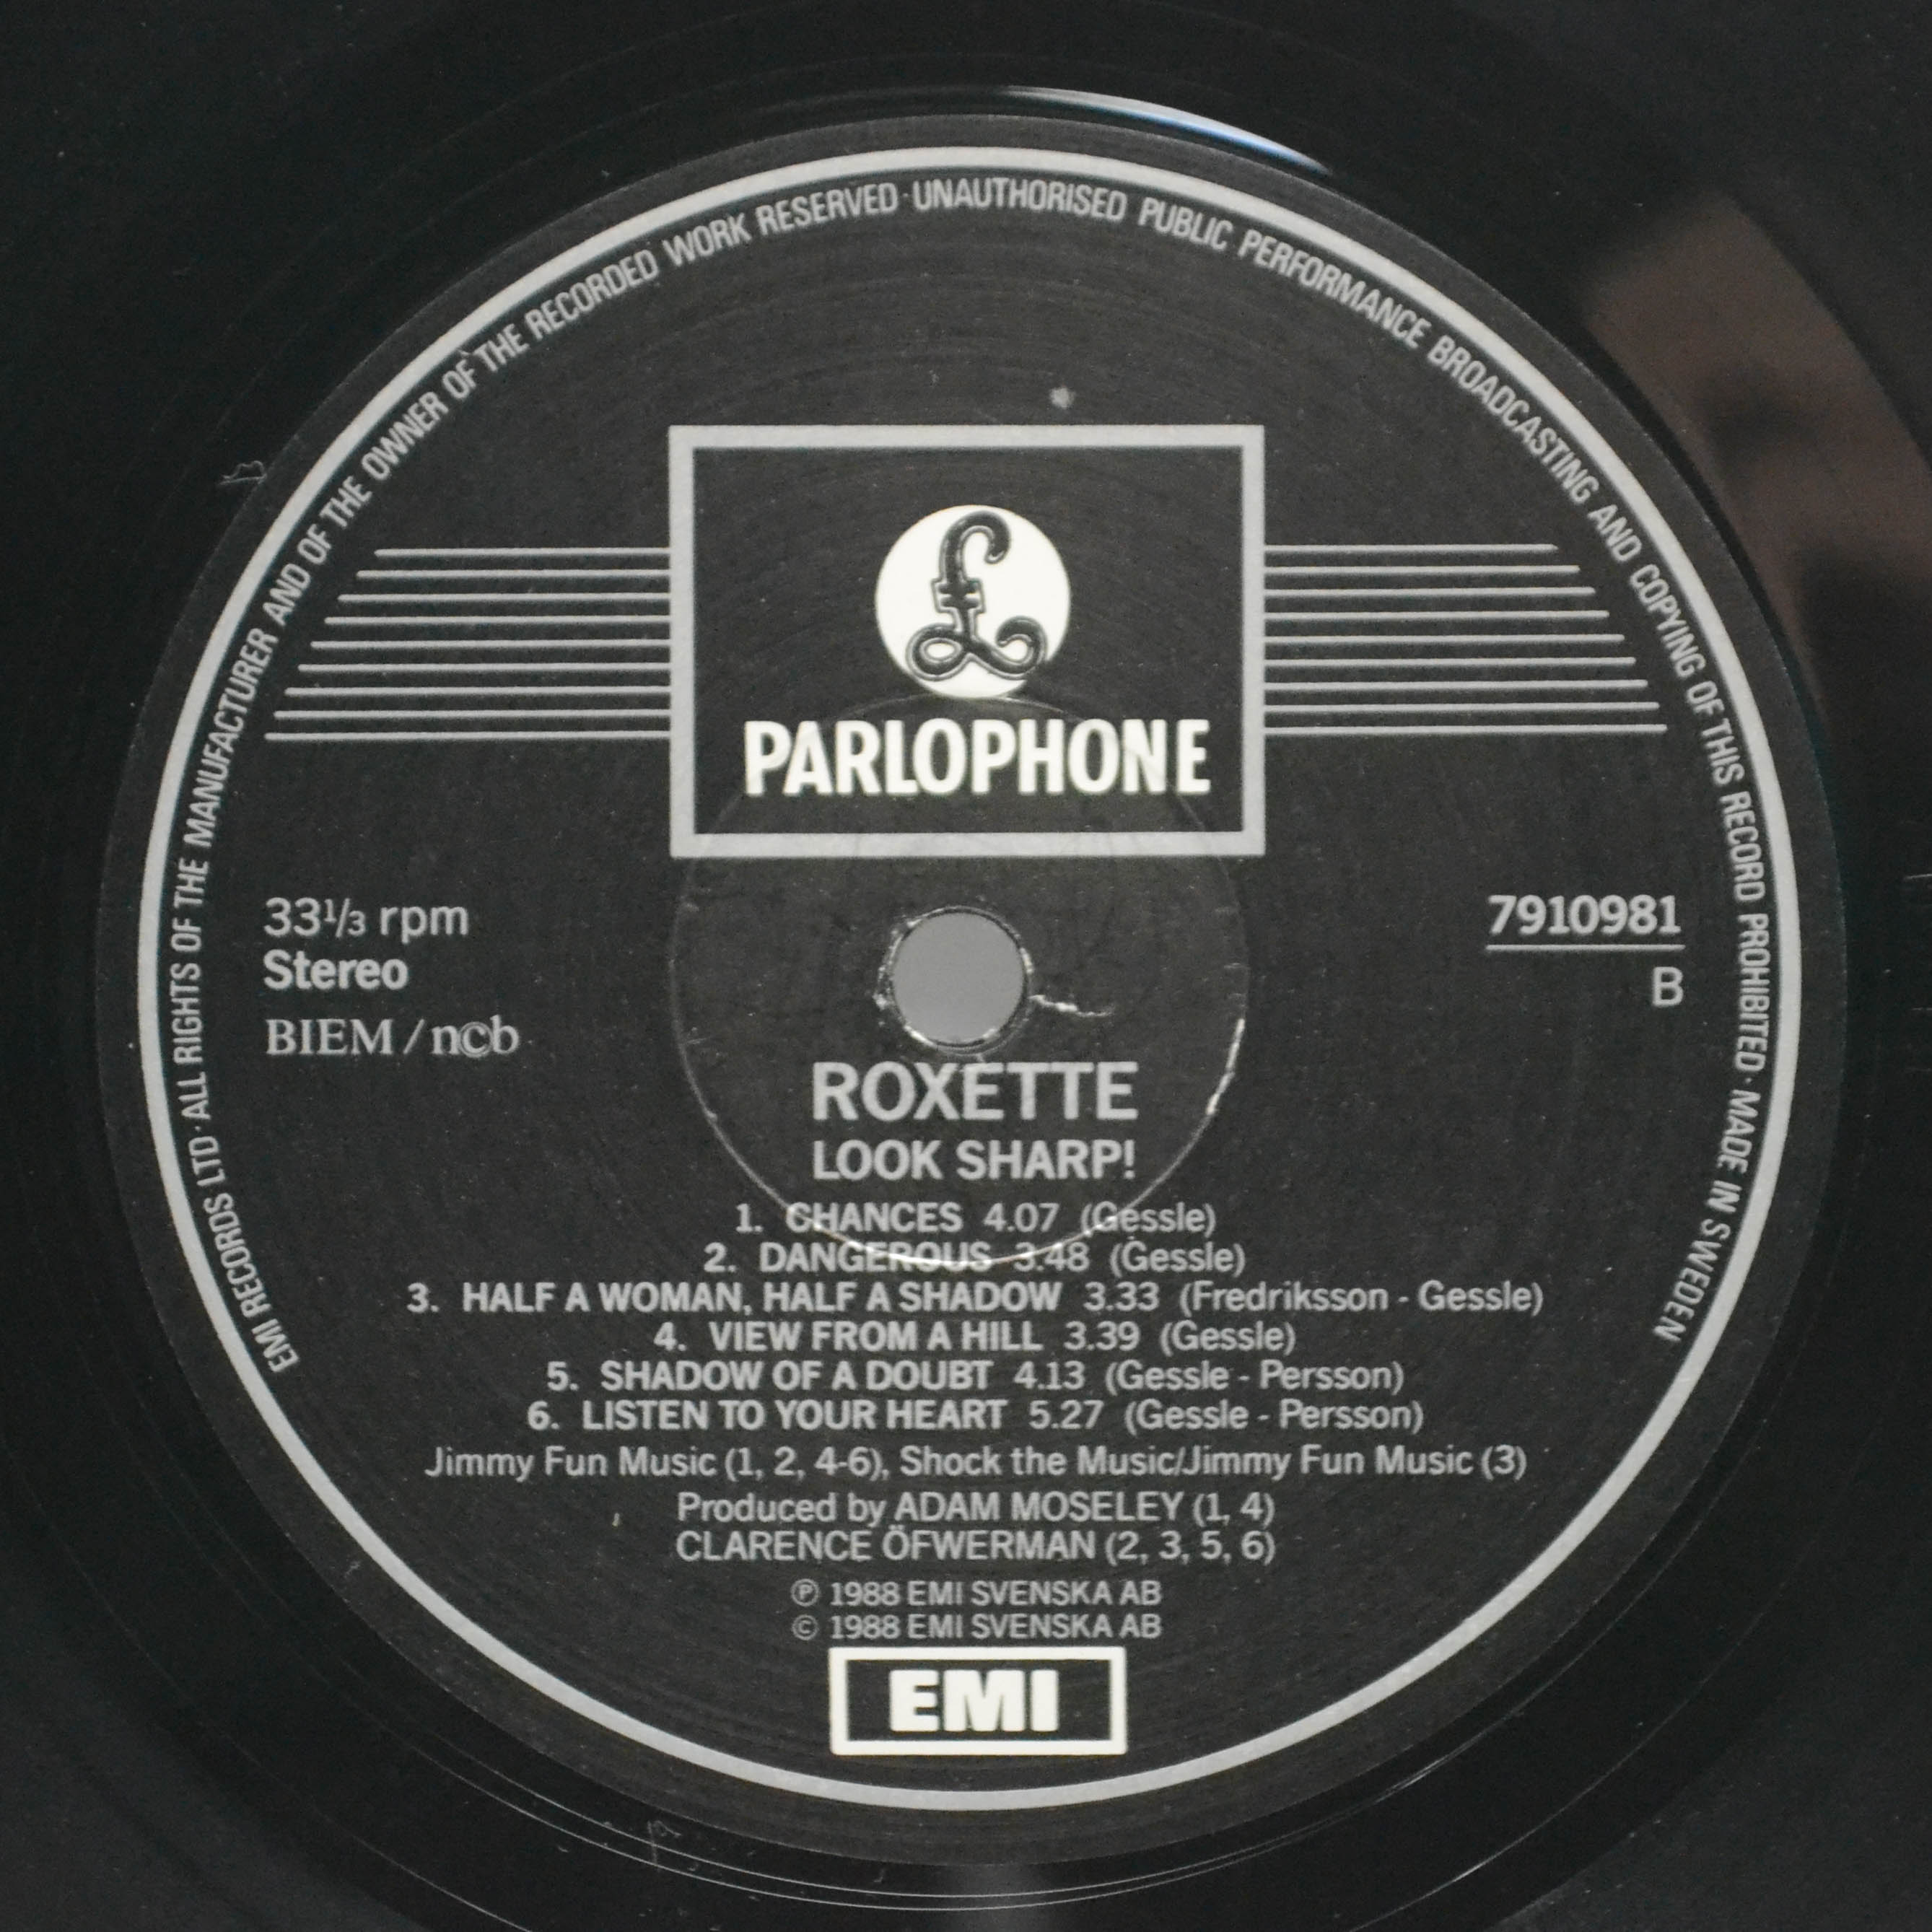 EMI RECORDS LTD · ALL RIGHTS OF THE MANUFACTURER AND OF THE OWNER OF THE RECORDED WORK RESERVED · UNAUTHORISED PUBLIC PERFORMANCE BROADCASTING AND COPYING OF THIS RECORD PROHIBITED · MADE IN SWEDEN
£
PARLOPHONE
33⅓ rpm
Stereo
BIEM / ncb
7910981
B
ROXETTE
LOOK SHARP!
1. CHANCES 4.07 (Gessle)
2. DANGEROUS 3.48 (Gessle)
3. HALF A WOMAN, HALF A SHADOW 3.33 (Fredriksson - Gessle)
4. VIEW FROM A HILL 3.39 (Gessle)
5. SHADOW OF A DOUBT 4.13 (Gessle - Persson)
6. LISTEN TO YOUR HEART 5.27 (Gessle - Persson)
Jimmy Fun Music (1, 2, 4-6), Shock the Music/Jimmy Fun Music (3)
Produced by ADAM MOSELEY (1, 4)
CLARENCE ÖFWERMAN (2, 3, 5, 6)
℗ 1988 EMI SVENSKA AB
© 1988 EMI SVENSKA AB
EMI